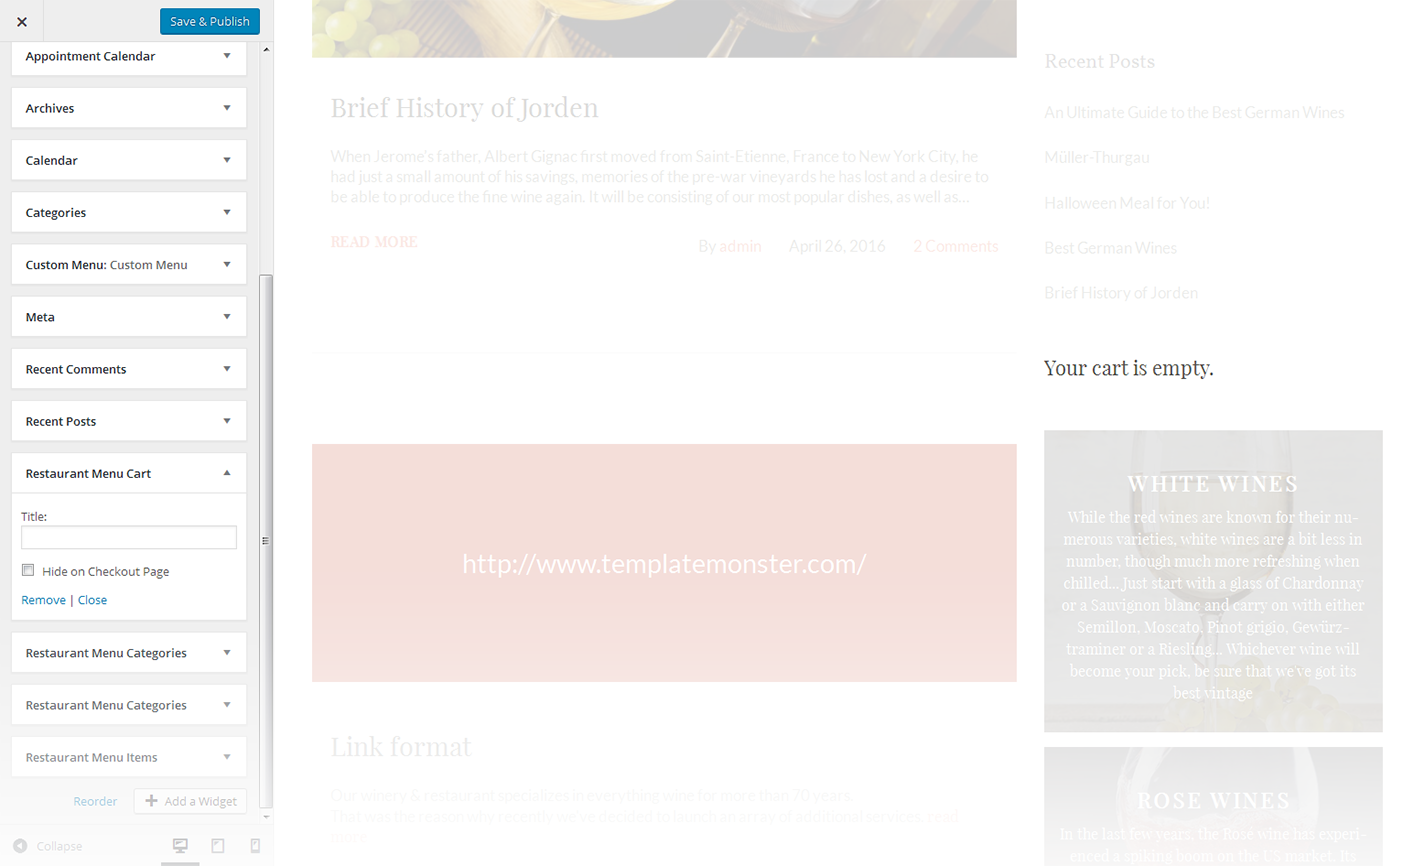 Save & Publish
Appointment Calendar
Archives
Calendar
Categories
Custom Menu: Custom Menu
Meta
Recent Comments
Recent Posts
Restaurant Menu Cart
Title:
Hide on Checkout Page
Remove | Close
Restaurant Menu Categories
Restaurant Menu Categories
Restaurant Menu Items
Reorder
Add a Widget
Collapse
Brief History of Jorden
When Jerome's father, Albert Gignac first moved from Saint-Etienne, France to New York City, he
had just a small amount of his savings, memories of the pre-war vineyards he has lost and a desire to
be able to produce the fine wine again. It will be consisting of our most popular dishes, as well as...
READ MORE
By admin
April 26, 2016
2 Comments
http://www.templatemonster.com/
Link format
Our winery & restaurant specializes in everything wine for more than 70 years.
That was the reason why recently we've decided to launch an array of additional services, read
more...
Recent Posts
An Ultimate Guide to the Best German Wines
Müller-Thurgau
Halloween Meal for You!
Best German Wines
Brief History of Jorden
Your cart is empty.
WHITE WINES
While the red wines are known for their nu-
merous varieties, white wines are a bit less in
number, though much more refreshing when
chilled... Just start with a glass of Chardonnay
or a Sauvignon blanc and carry on with either
Semillon, Moscato, Pinot grigio, Gewürz-
traminer or a Riesling... Whichever wine will
become your pick, be sure that we've got its
best vintage
ROSE WINES
In the last few years, the Rosé wine has experi-
enced a spiking boom on the US market. Its